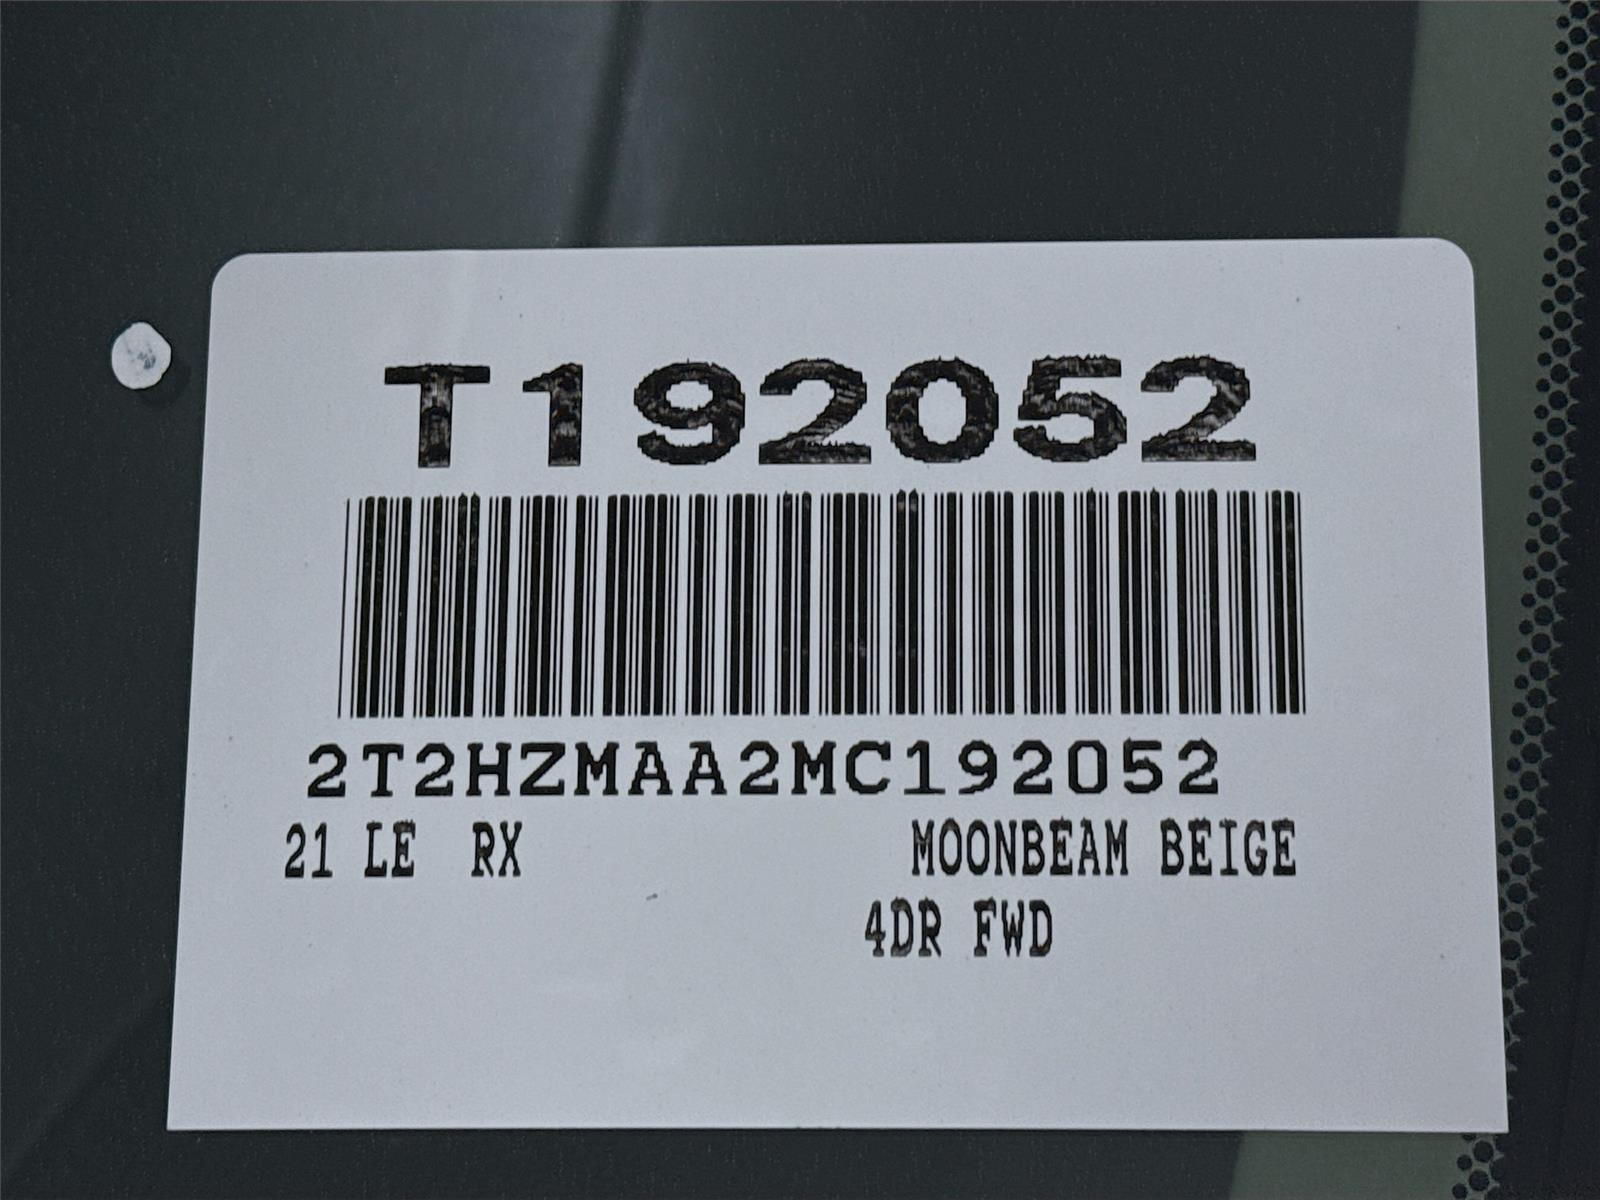 T192052
2T2HZMAA2MC192052
21 LE RX MOONBEAM BEIGE
4DR FWD